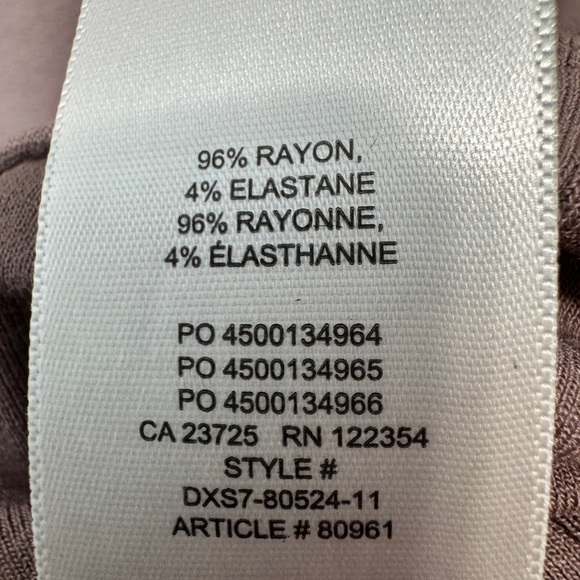 96% RAYON,
4% ELASTANE
96% RAYONNE,
4% ÉLASTHANNE
PO 4500134964
PO 4500134965
PO 4500134966
CA 23725 RN 122354
STYLE #
DXS7-80524-11
ARTICLE # 80961